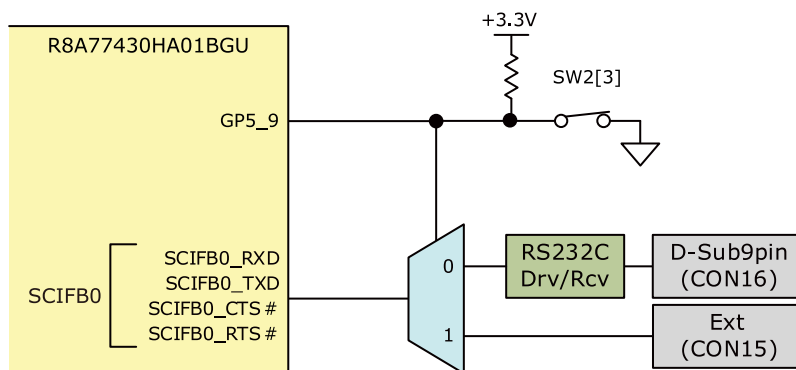 R8A77430HA01BGU
+3.3V
SW2[3]
GP5_9
SCIFB0
SCIFB0_RXD
SCIFB0_TXD
SCIFB0_CTS#
SCIFB0_RTS#
0
1
RS232C
Drv/Rcv
D-Sub9pin
(CON16)
Ext
(CON15)